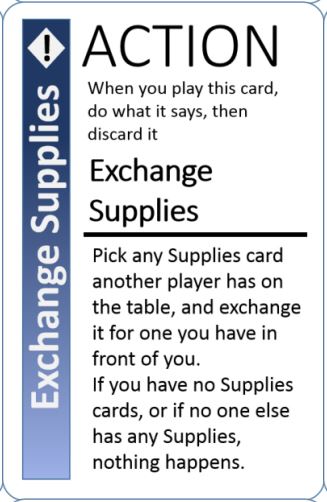 !
Exchange Supplies
ACTION
When you play this card,
do what it says, then
discard it
Exchange
Supplies
Pick any Supplies card
another player has on
the table, and exchange
it for one you have in
front of you.
If you have no Supplies
cards, or if no one else
has any Supplies,
nothing happens.